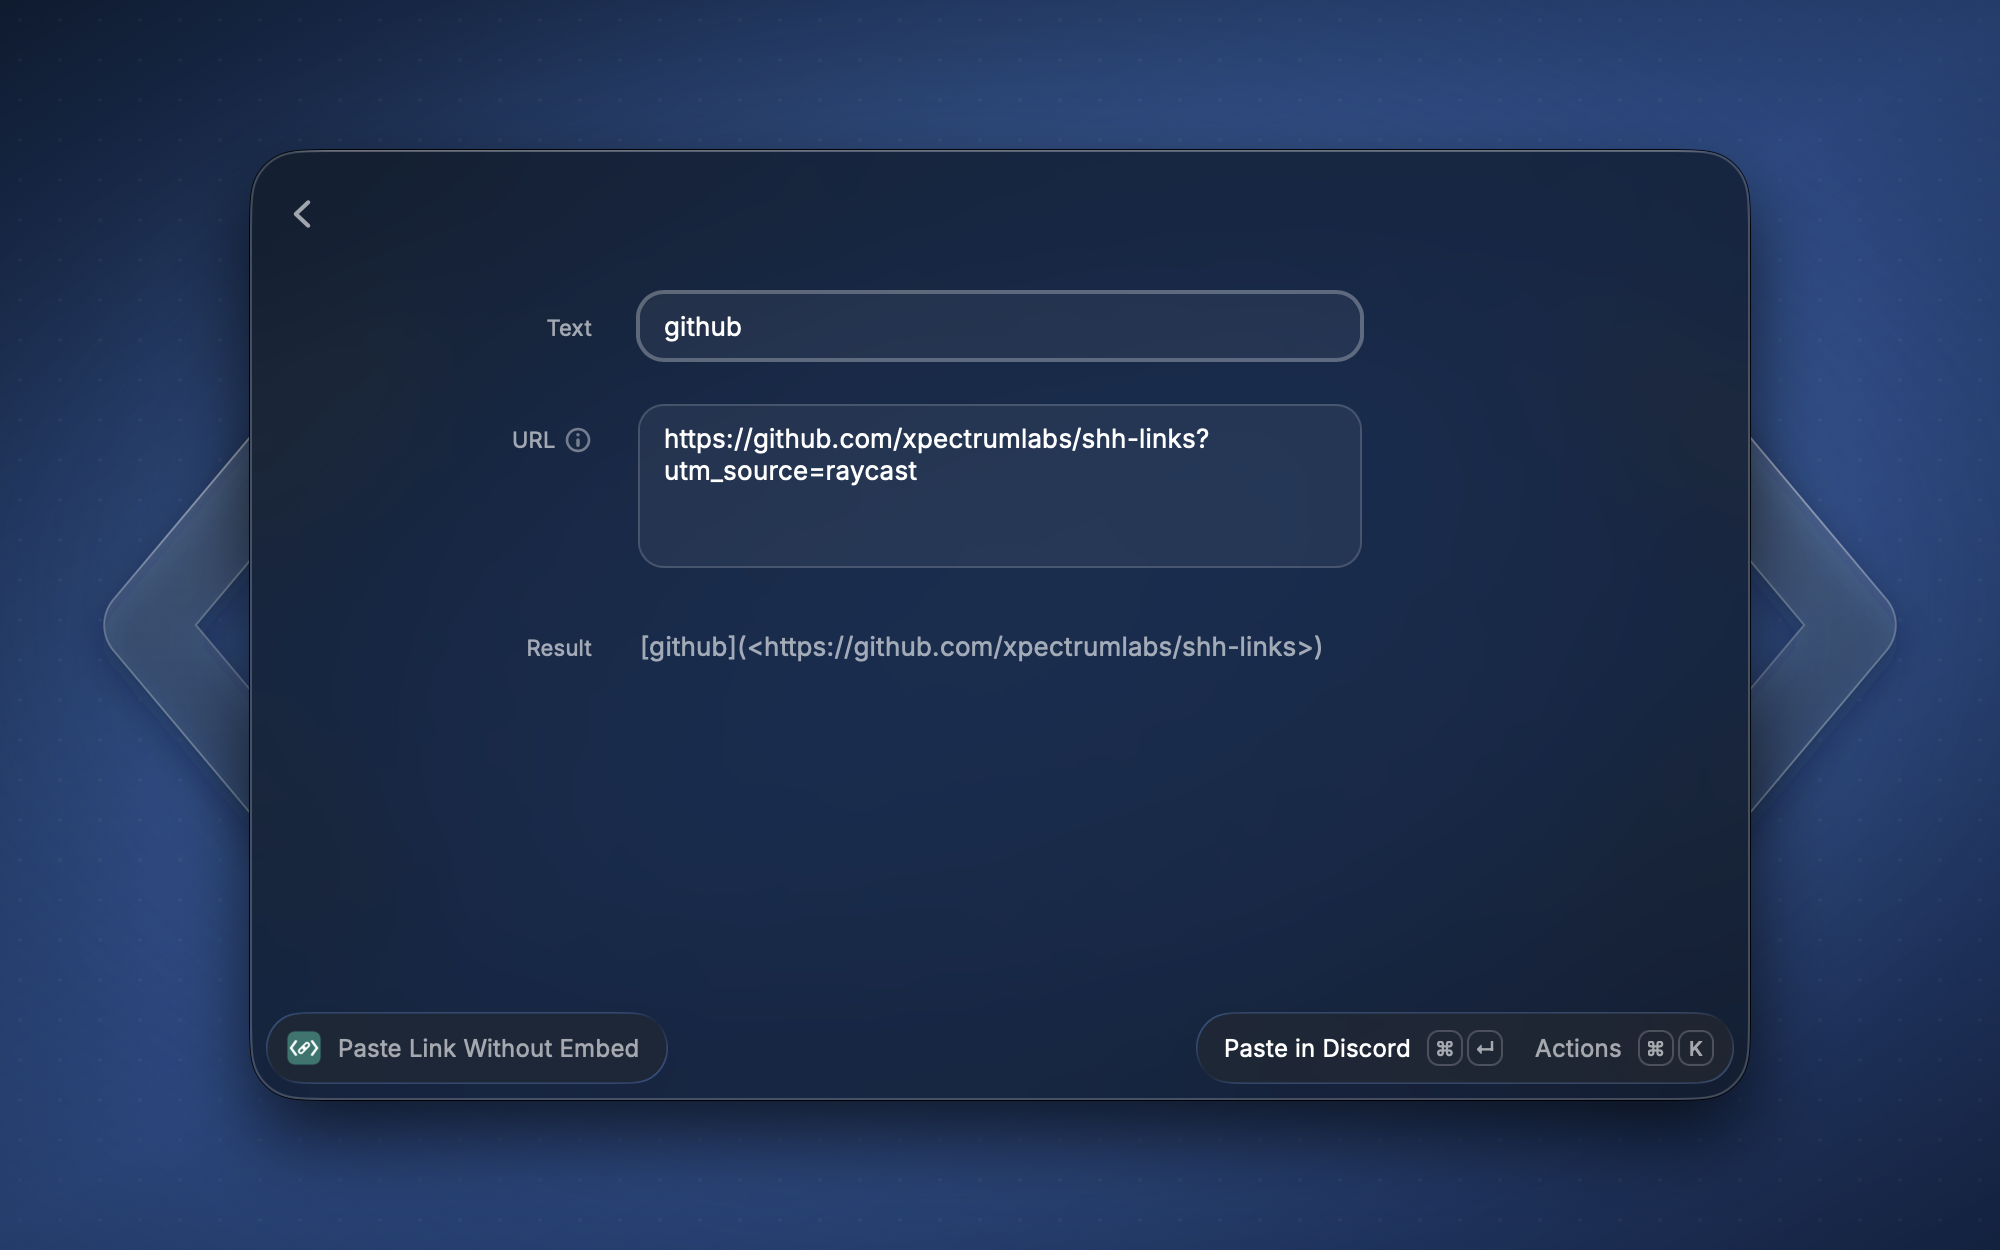 Text
github
URL
https://github.com/xpectrumlabs/shh-links?
utm_source=raycast
Result
[github](<https://github.com/xpectrumlabs/shh-links>)
Paste Link Without Embed
Paste in Discord ⌘ ↵ Actions ⌘ K